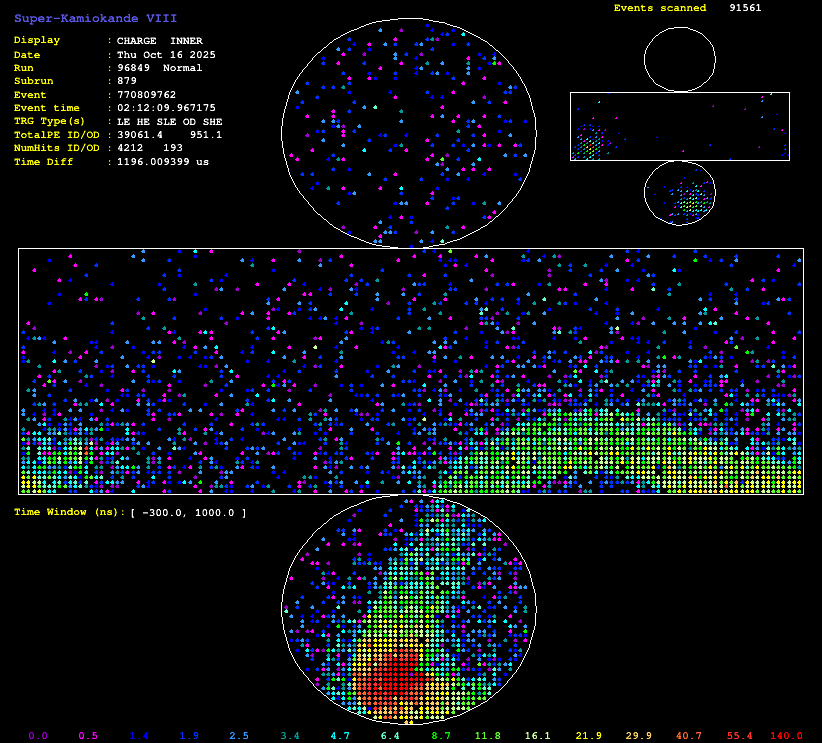 Super-Kamiokande VIII
Events scanned 91561
Display : CHARGE INNER
Date : Thu Oct 16 2025
Run : 96849 Normal
Subrun : 879
Event : 770809762
Event time : 02:12:09.967175
TRG Type(s) : LE HE SLE OD SHE
TotalPE ID/OD : 39061.4 951.1
NumHits ID/OD : 4212 193
Time Diff : 1196.009399 us
Time Window (ns): [ -300.0, 1000.0 ]
0.0 0.5 1.4 1.9 2.5 3.4 4.7 6.4 8.7 11.8 16.1 21.9 29.9 40.7 55.4 140.0